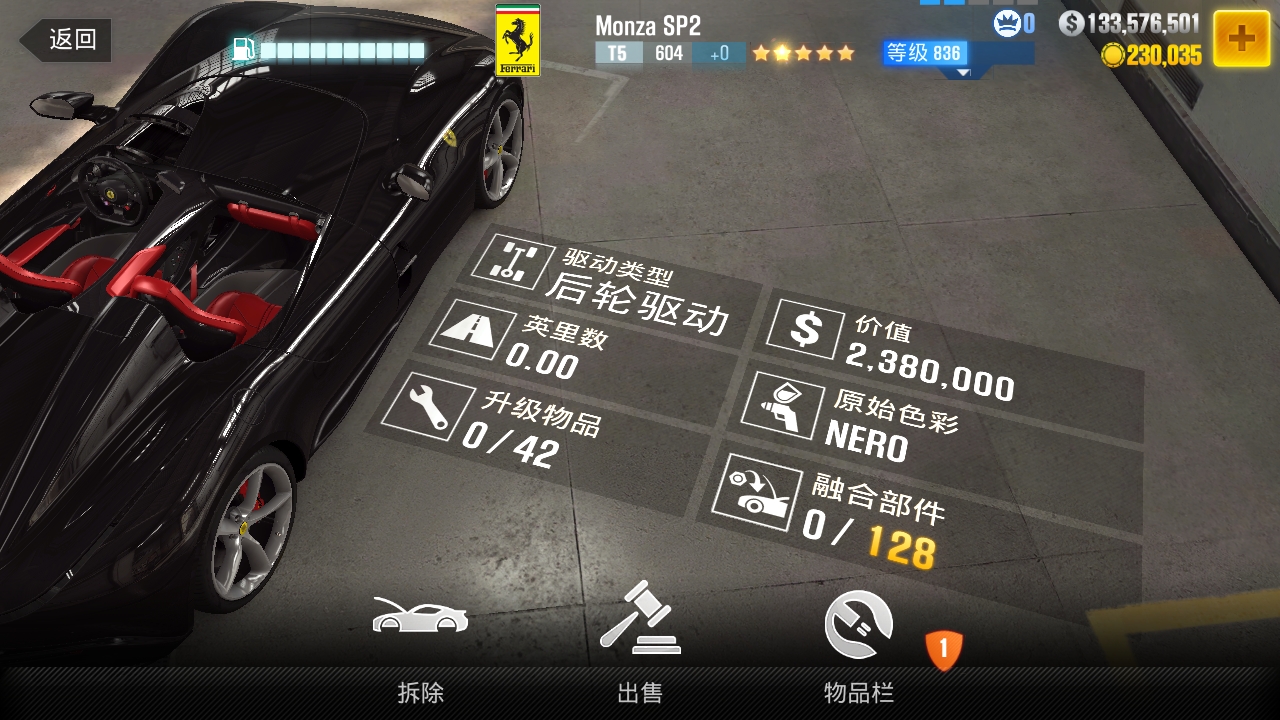 返回
Ferrari
Monza SP2
T5 604 +0
等级 836
0
133,576,501
230,035
驱动类型
后轮驱动
英里数
0.00
升级物品
0/42
价值
2,380,000
原始色彩
NERO
融合部件
0/128
拆除
出售
物品栏
1